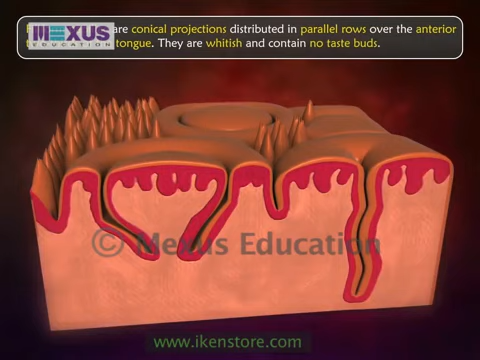 are conical projections distributed in parallel rows over the anterior
tongue. They are whitish and contain no taste buds.
MEXUS
EDUCATION
© Mexus Education
www.ikenstore.com